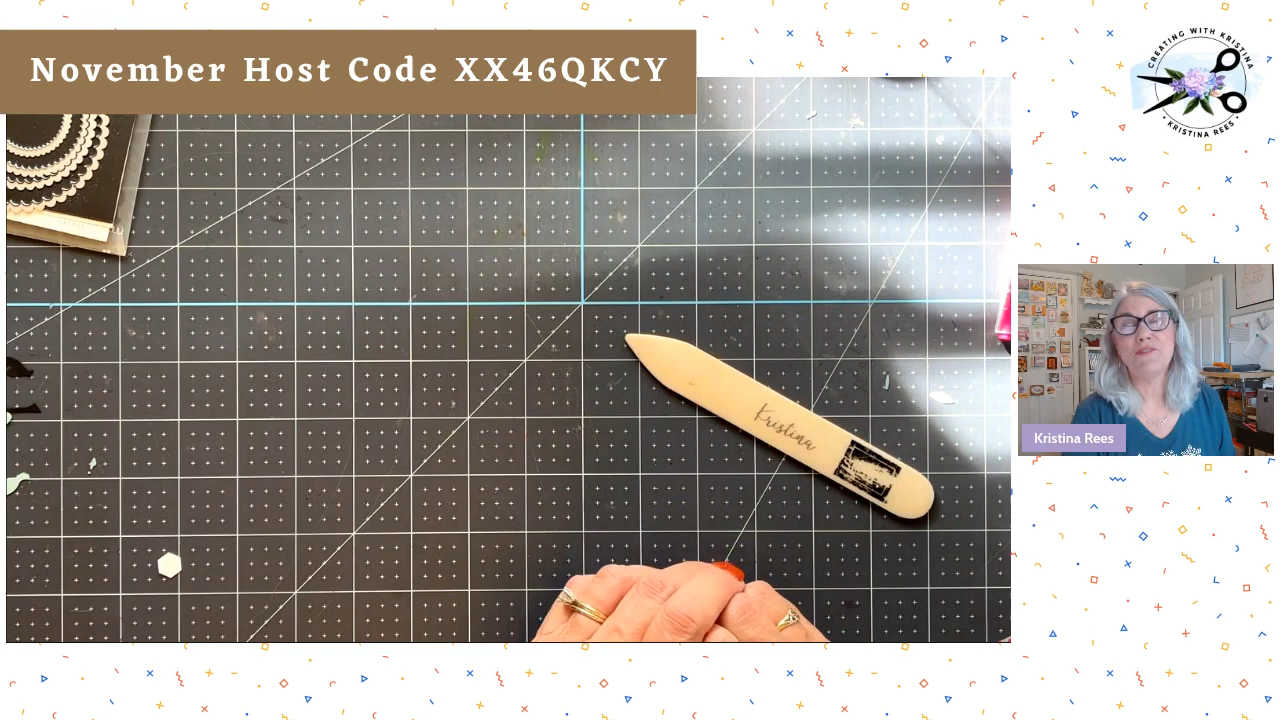 November Host Code XX46QKCY
CREATING WITH KRISTINA
KRISTINA REES
Kristina
Kristina Rees